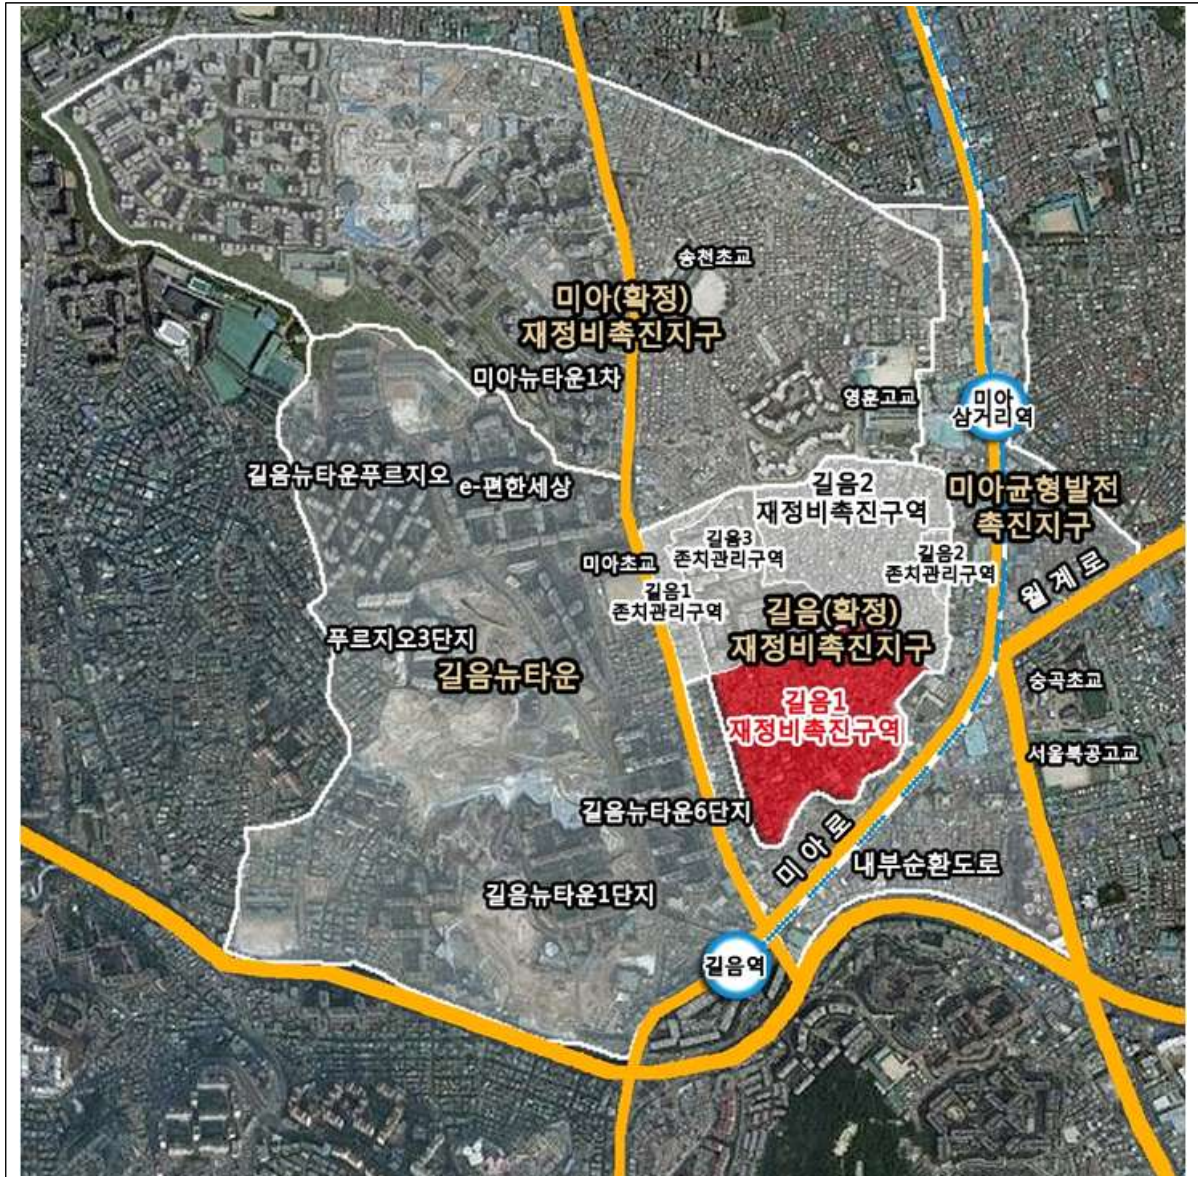 송천초교
미아(확정)
재정비촉진지구
미아뉴타운1차
영훈고교
미아
삼거리역
길음뉴타운푸르지오
e-편한세상
길음2
재정비촉진구역
미아균형발전
촉진지구
길음3
존치관리구역
길음2
존치관리구역
미아초교
길음1
존치관리구역
월계로
길음(확정)
재정비촉진지구
푸르지오3단지
길음뉴타운
숭곡초교
길음1
재정비촉진구역
서울북공고교
길음뉴타운6단지
미아로
내부순환도로
길음뉴타운1단지
길음역